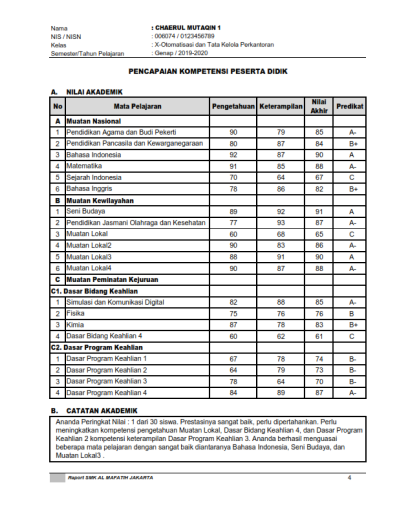 Nama : CHAERUL MUTAQIN 1
NIS / NISN : 006074 / 0123456789
Kelas : X-Otomatisasi dan Tata Kelola Perkantoran
Semester/Tahun Pelajaran : Genap / 2019-2020
PENCAPAIAN KOMPETENSI PESERTA DIDIK
A. NILAI AKADEMIK
No Mata Pelajaran Pengetahuan Keterampilan Nilai Akhir Predikat
A Muatan Nasional
1 Pendidikan Agama dan Budi Pekerti 90 79 85 A-
2 Pendidikan Pancasila dan Kewarganegaraan 80 87 84 B+
3 Bahasa Indonesia 92 87 90 A
4 Matematika 91 85 88 A-
5 Sejarah Indonesia 70 64 67 C
6 Bahasa Inggris 78 86 82 B+
B Muatan Kewilayahan
1 Seni Budaya 89 92 91 A
2 Pendidikan Jasmani Olahraga dan Kesehatan 77 93 87 A-
3 Muatan Lokal 60 68 65 C
4 Muatan Lokal2 90 83 86 A-
5 Muatan Lokal3 88 91 90 A
6 Muatan Lokal4 90 87 88 A-
C Muatan Peminatan Kejuruan
C1. Dasar Bidang Keahlian
1 Simulasi dan Komunikasi Digital 82 88 85 A-
2 Fisika 75 76 76 B
3 Kimia 87 78 83 B+
4 Dasar Bidang Keahlian 4 60 62 61 C
C2. Dasar Program Keahlian
1 Dasar Program Keahlian 1 67 78 74 B-
2 Dasar Program Keahlian 2 64 79 73 B-
3 Dasar Program Keahlian 3 78 64 70 B-
4 Dasar Program Keahlian 4 84 89 87 A-
B. CATATAN AKADEMIK
Ananda Peringkat Nilai : 1 dari 30 siswa. Prestasinya sangat baik, perlu dipertahankan. Perlu
meningkatkan kompetensi pengetahuan Muatan Lokal, Dasar Bidang Keahlian 4, dan Dasar Program
Keahlian 2 kompetensi keterampilan Dasar Program Keahlian 3. Ananda berhasil menguasai
beberapa mata pelajaran dengan sangat baik diantaranya Bahasa Indonesia, Seni Budaya, dan
Muatan Lokal3 .
Raport SMK AL MAFATIH JAKARTA 4